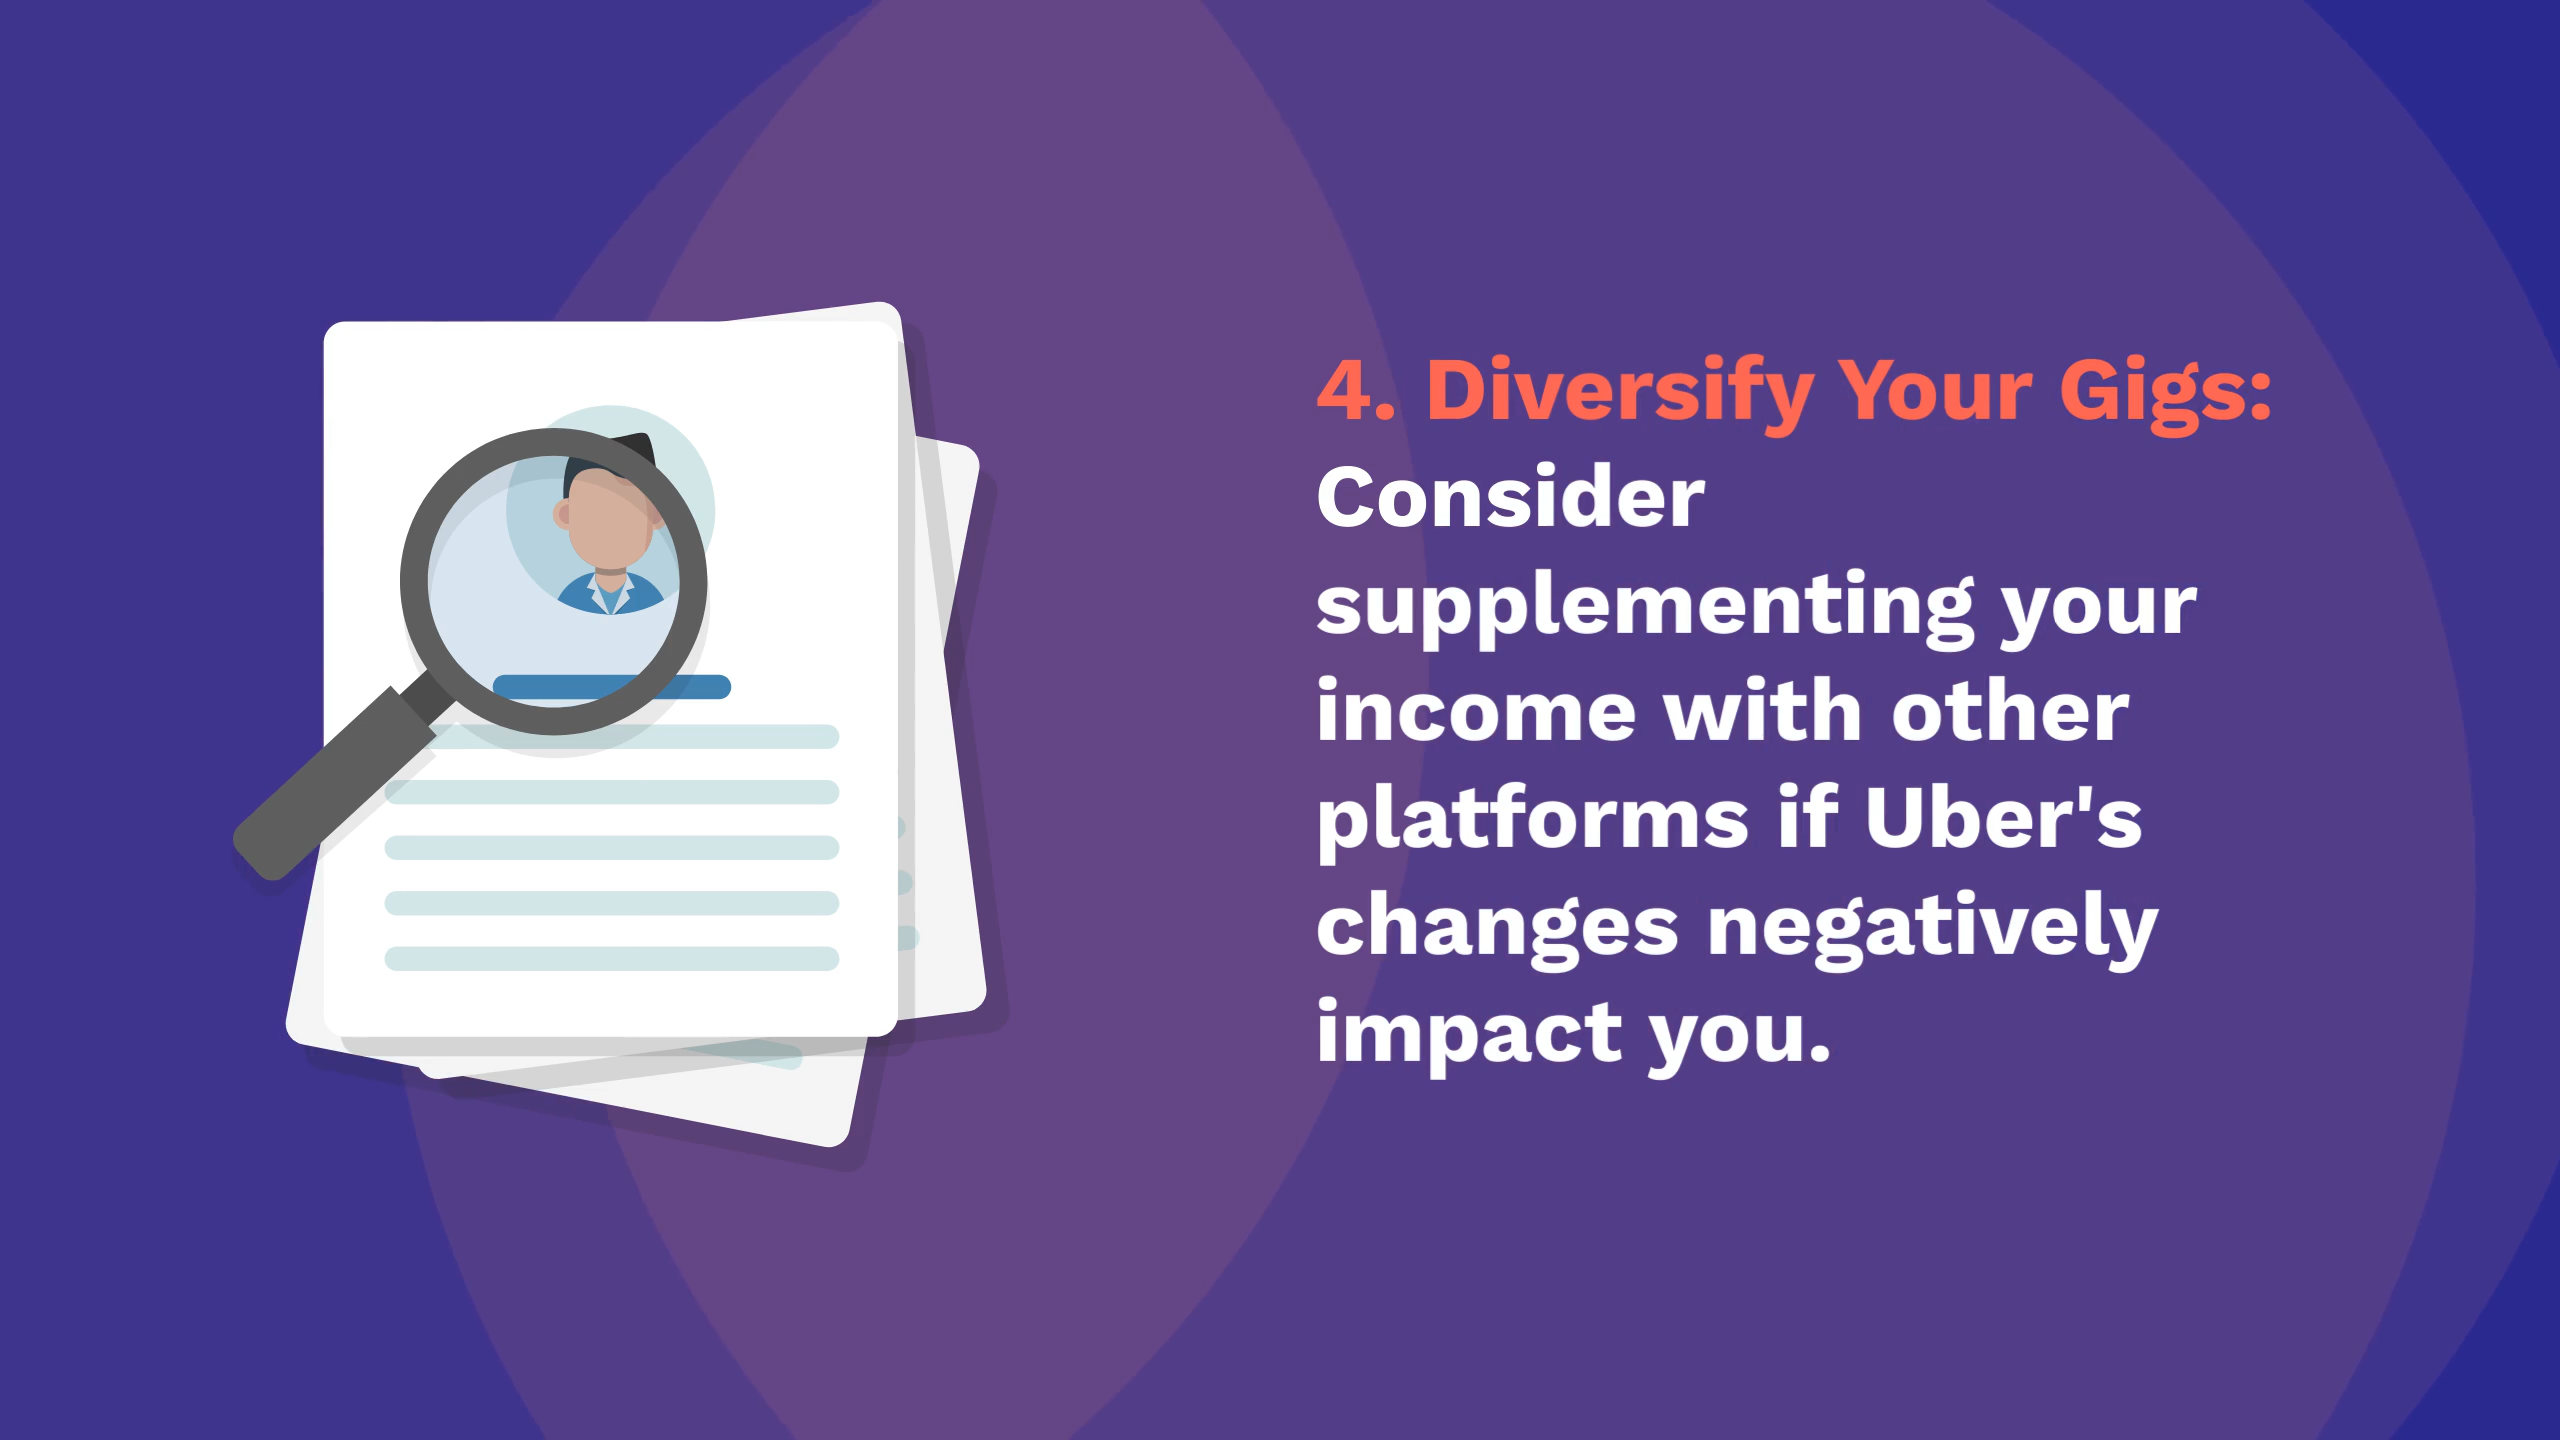 4. Diversify Your Gigs:
Consider
supplementing your
income with other
platforms if Uber's
changes negatively
impact you.